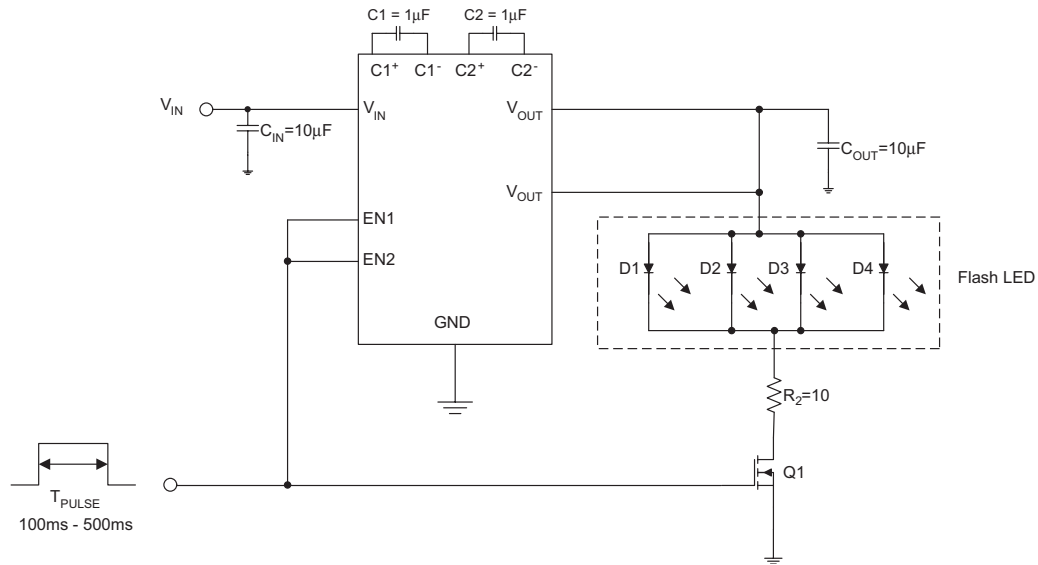 C1 = 1µF C2 = 1µF
C1+ C1- C2+ C2-
VIN VIN VOUT
CIN=10µF COUT=10µF
VOUT
EN1
EN2 D1 D2 D3 D4 Flash LED
GND
R2=10
Q1
TPULSE
100ms - 500ms